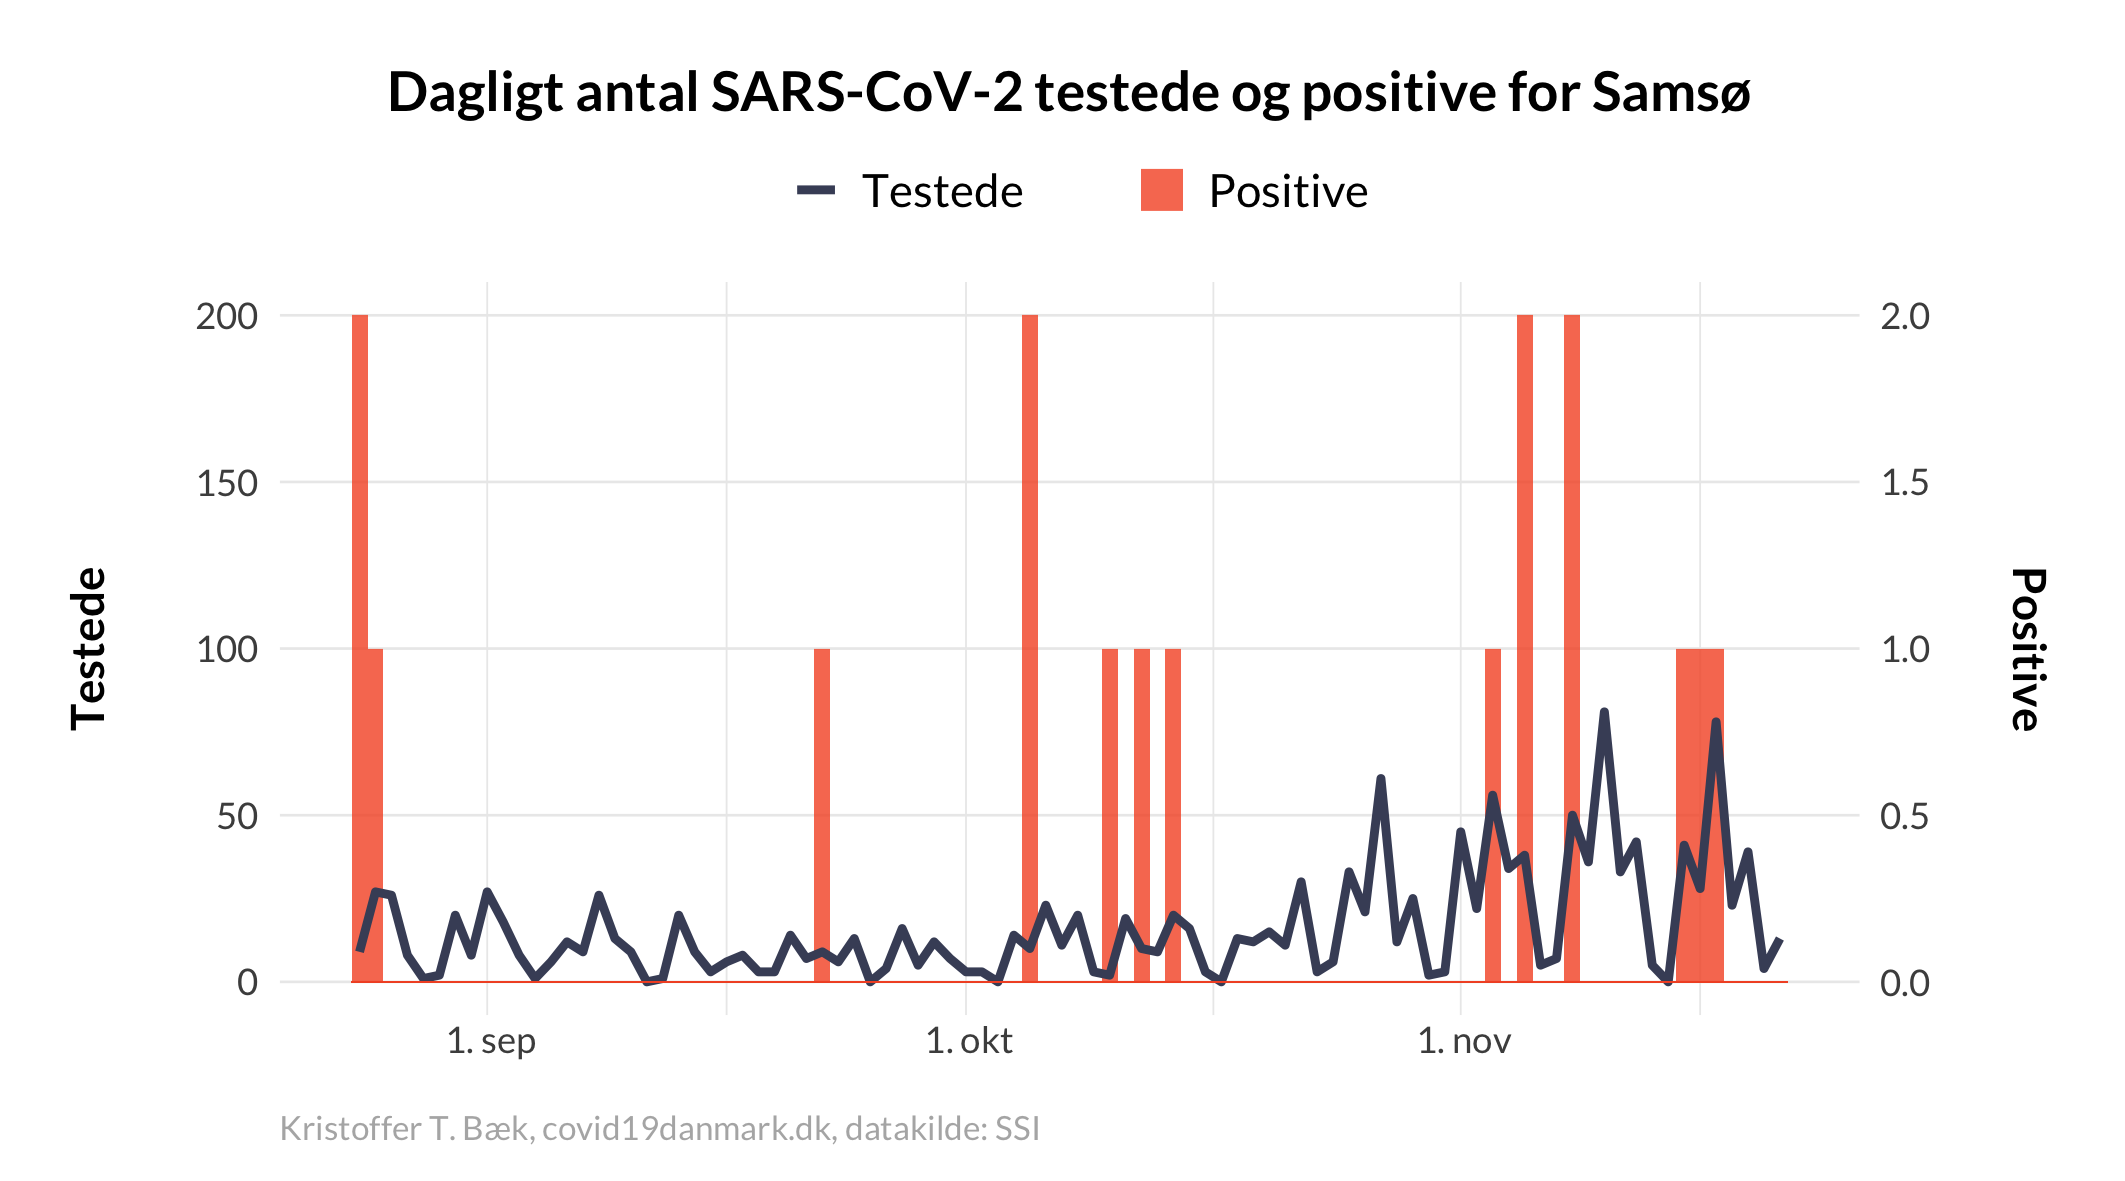 Dagligt antal SARS-CoV-2 testede og positive for Samsø
Testede
Positive
200
150
100
50
0
Testede
2.0
1.5
1.0
0.5
0.0
Positive
1. sep
1. okt
1. nov
Kristoffer T. Bæk, covid19danmark.dk, datakilde: SSI